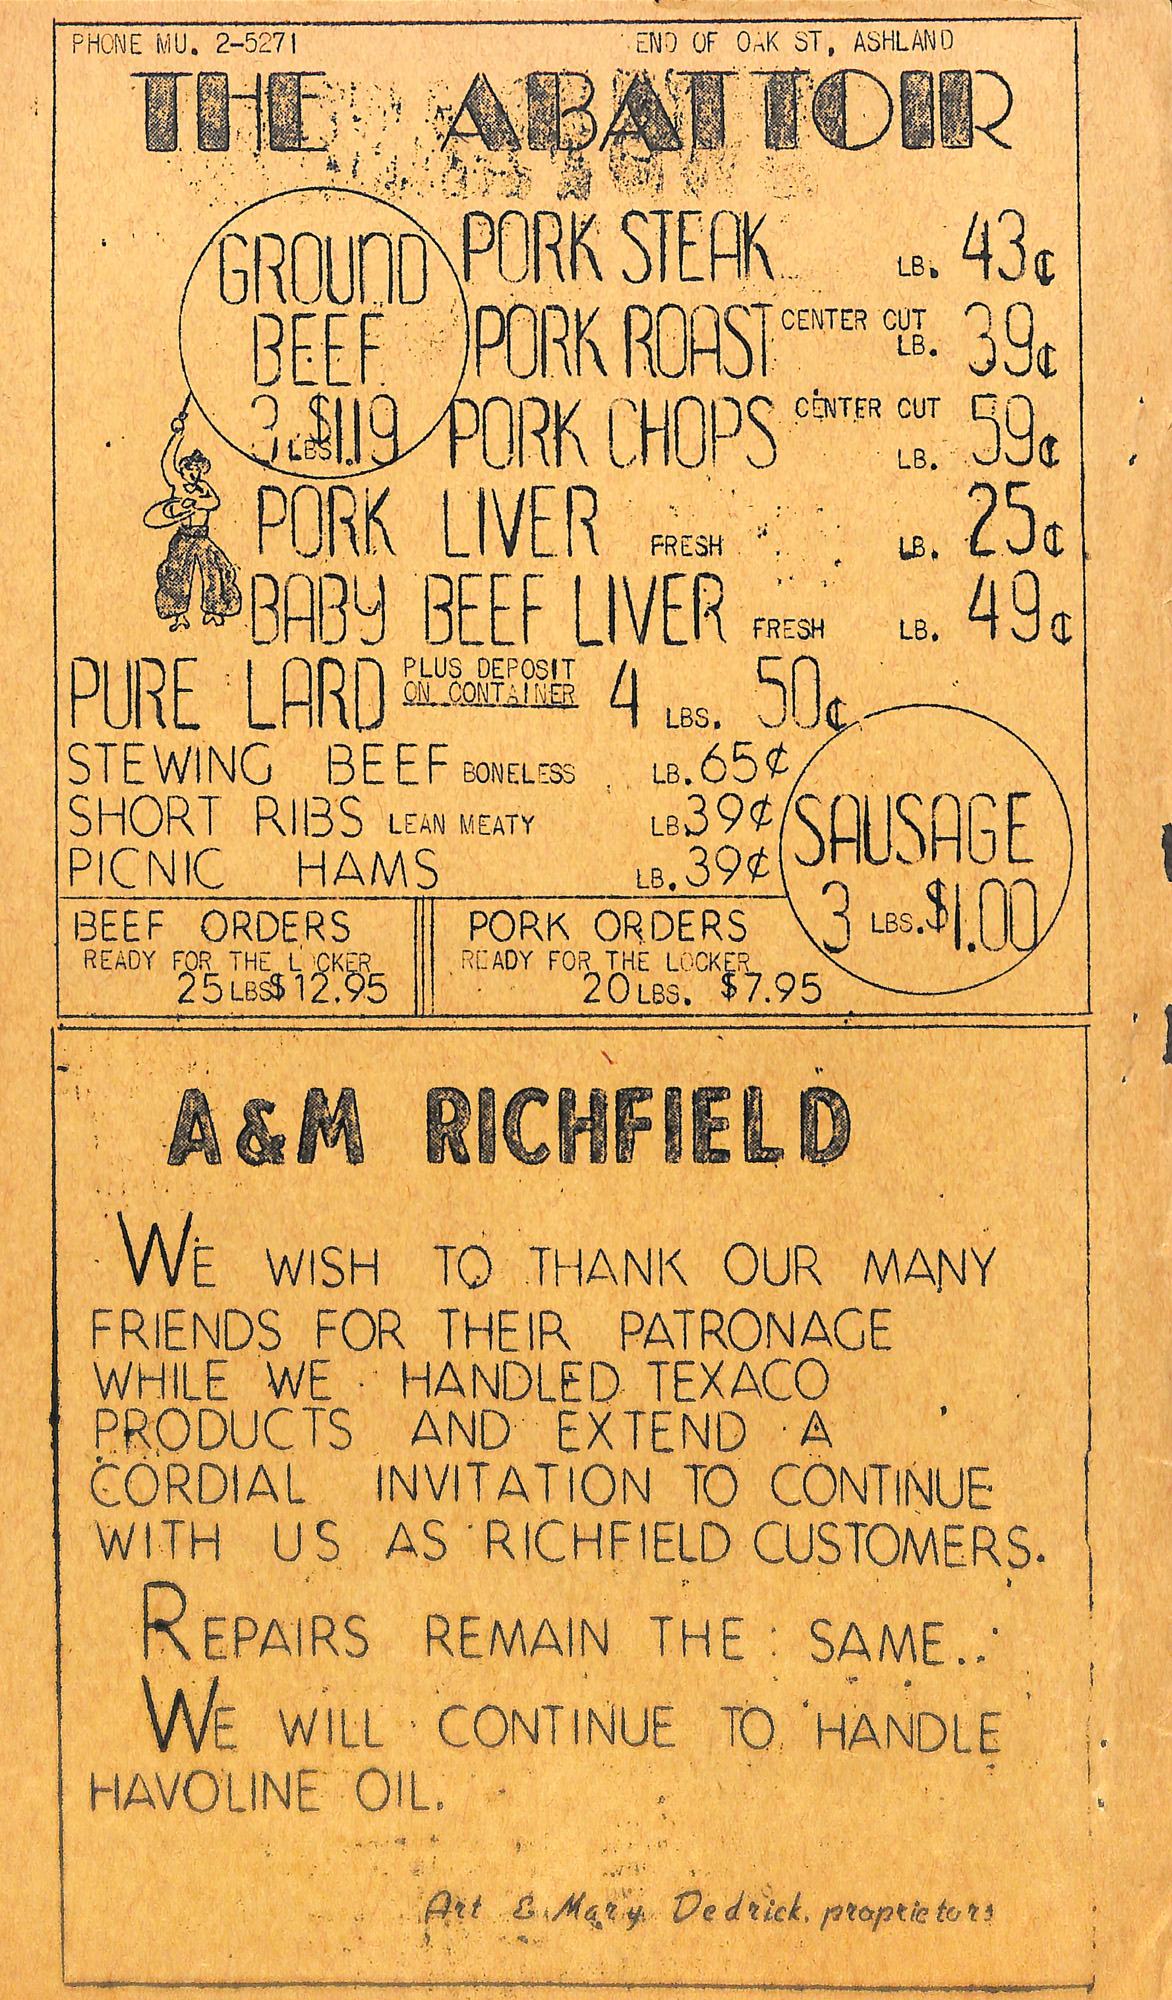 PHONE MU. 2-5271 END OF OAK ST, ASHLAND
THE ABATTOIR
GROUND
BEEF
3 LBS $1.19
PORK STEAK LB. 43¢
PORK ROAST CENTER CUT LB. 39¢
PORK CHOPS CENTER CUT LB. 59¢
PORK LIVER FRESH LB. 25¢
BABY BEEF LIVER FRESH LB. 49¢
PURE LARD PLUS DEPOSIT ON CONTAINER 4 LBS. 50¢
STEWING BEEF BONELESS LB. 65¢
SHORT RIBS LEAN MEATY LB. 39¢
PICNIC HAMS LB. 39¢
SAUSAGE
3 LBS. $1.00
BEEF ORDERS
READY FOR THE LOCKER
25 LBS $12.95
PORK ORDERS
READY FOR THE LOCKER
20 LBS. $7.95
A&M RICHFIELD
WE WISH TO THANK OUR MANY
FRIENDS FOR THEIR PATRONAGE
WHILE WE HANDLED TEXACO
PRODUCTS AND EXTEND A
CORDIAL INVITATION TO CONTINUE
WITH US AS RICHFIELD CUSTOMERS.
REPAIRS REMAIN THE SAME..
WE WILL CONTINUE TO HANDLE
HAVOLINE OIL.
Art & Mary Dedrick, proprietors